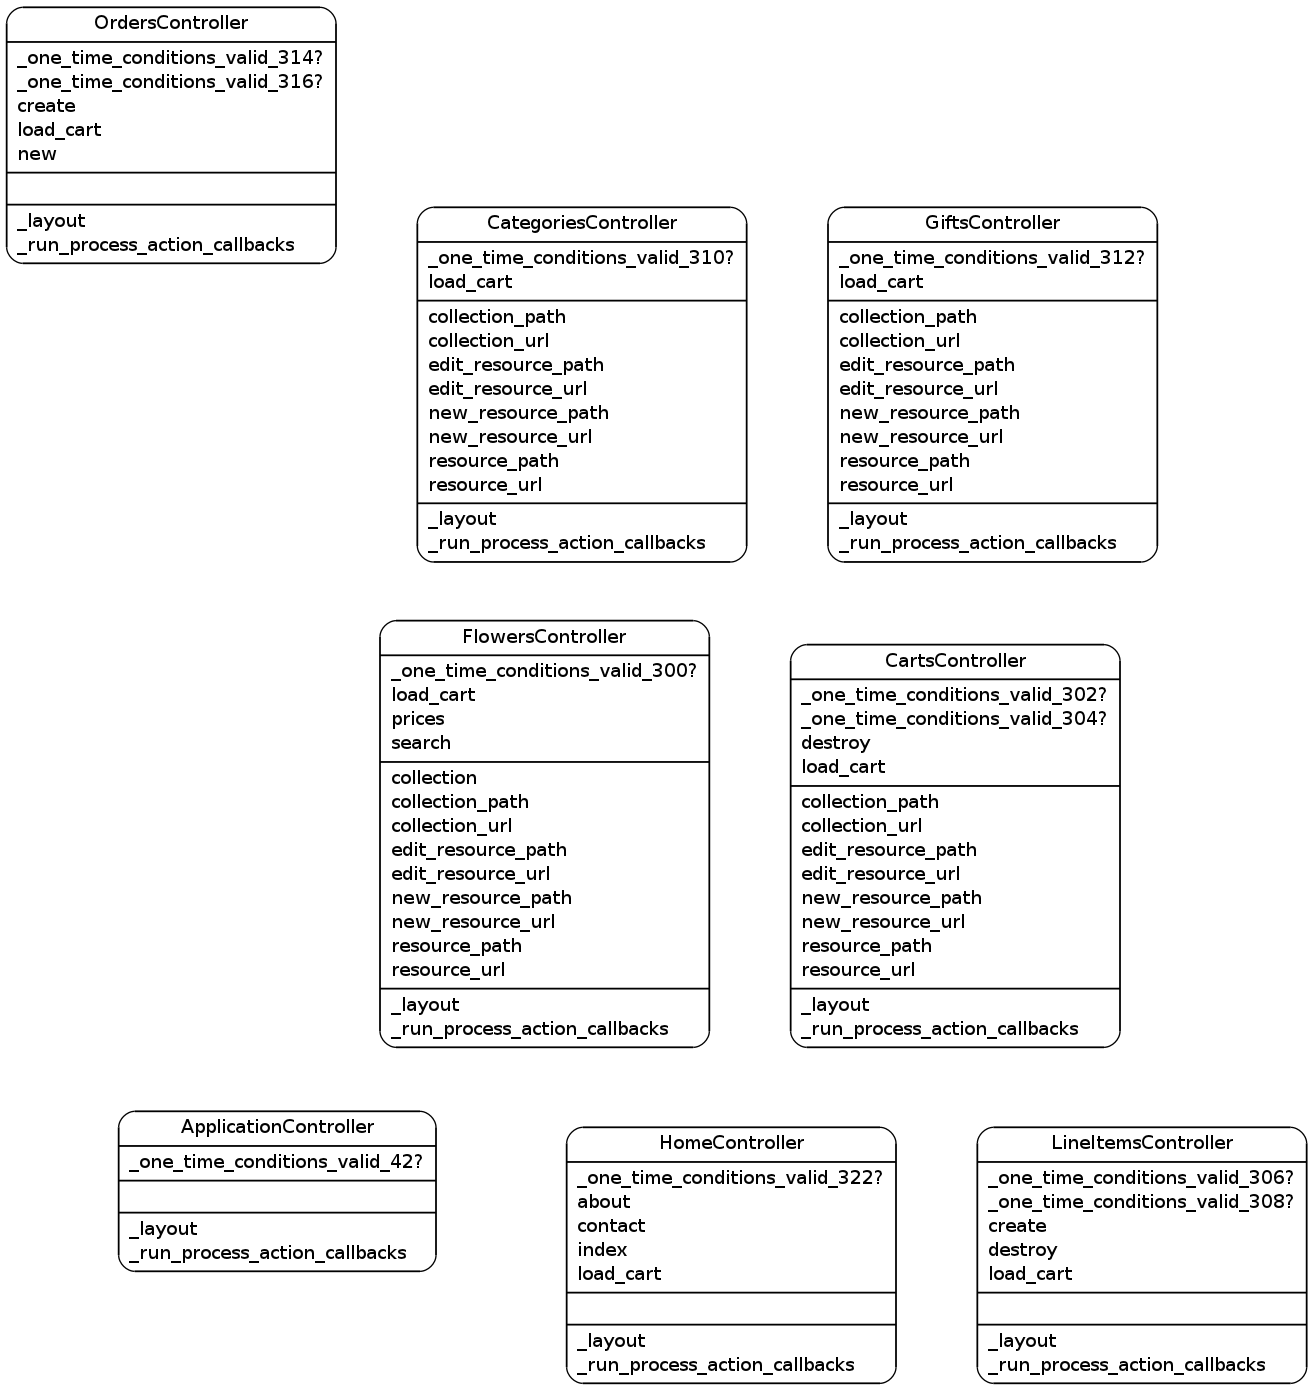 OrdersController
_one_time_conditions_valid_314?
_one_time_conditions_valid_316?
create
load_cart
new
_layout
_run_process_action_callbacks
CategoriesController
_one_time_conditions_valid_310?
load_cart
collection_path
collection_url
edit_resource_path
edit_resource_url
new_resource_path
new_resource_url
resource_path
resource_url
_layout
_run_process_action_callbacks
GiftsController
_one_time_conditions_valid_312?
load_cart
collection_path
collection_url
edit_resource_path
edit_resource_url
new_resource_path
new_resource_url
resource_path
resource_url
_layout
_run_process_action_callbacks
FlowersController
_one_time_conditions_valid_300?
load_cart
prices
search
collection
collection_path
collection_url
edit_resource_path
edit_resource_url
new_resource_path
new_resource_url
resource_path
resource_url
_layout
_run_process_action_callbacks
CartsController
_one_time_conditions_valid_302?
_one_time_conditions_valid_304?
destroy
load_cart
collection_path
collection_url
edit_resource_path
edit_resource_url
new_resource_path
new_resource_url
resource_path
resource_url
_layout
_run_process_action_callbacks
ApplicationController
_one_time_conditions_valid_42?
_layout
_run_process_action_callbacks
HomeController
_one_time_conditions_valid_322?
about
contact
index
load_cart
_layout
_run_process_action_callbacks
LineItemsController
_one_time_conditions_valid_306?
_one_time_conditions_valid_308?
create
destroy
load_cart
_layout
_run_process_action_callbacks